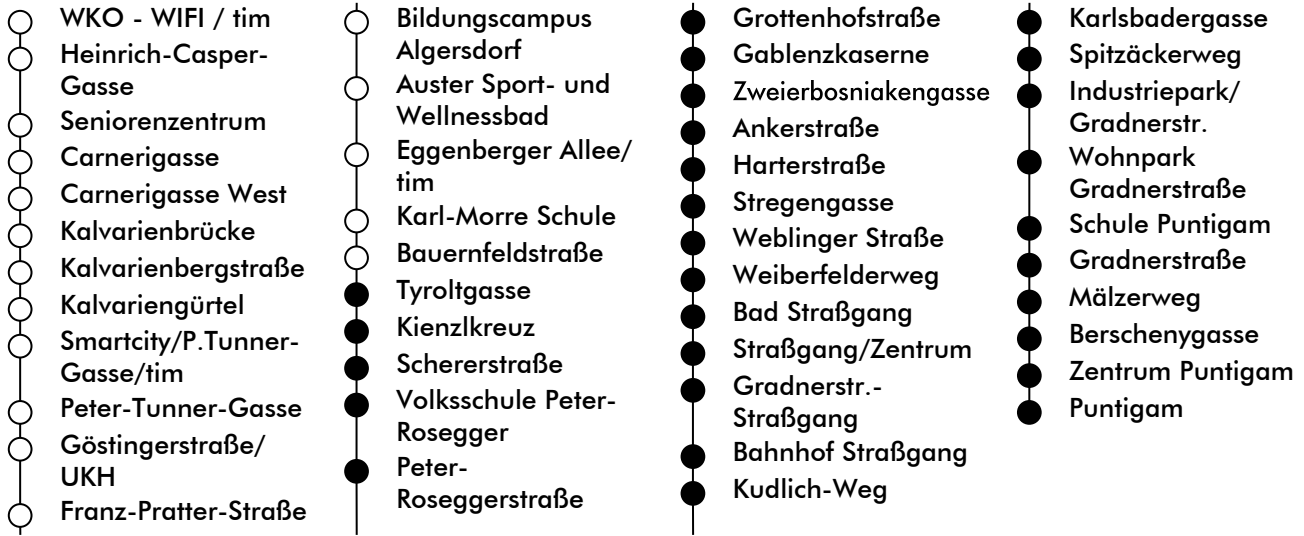 WKO - WIFI / tim
Heinrich-Casper-
Gasse
Seniorenzentrum
Carnerigasse
Carnerigasse West
Kalvarienbrücke
Kalvarienbergstraße
Kalvariengürtel
Smartcity/P.Tunner-
Gasse/tim
Peter-Tunner-Gasse
Göstingerstraße/
UKH
Franz-Pratter-Straße
Bildungscampus
Algersdorf
Auster Sport- und
Wellnessbad
Eggenberger Allee/
tim
Karl-Morre Schule
Bauernfeldstraße
Tyroltgasse
Kienzlkreuz
Schererstraße
Volksschule Peter-
Rosegger
Peter-
Roseggerstraße
Grottenhofstraße
Gablenzkaserne
Zweierbosniakengasse
Ankerstraße
Harterstraße
Stregengasse
Weblinger Straße
Weiberfelderweg
Bad Straßgang
Straßgang/Zentrum
Gradnerstr.-
Straßgang
Bahnhof Straßgang
Kudlich-Weg
Karlsbadergasse
Spitzäckerweg
Industriepark/
Gradnerstr.
Wohnpark
Gradnerstraße
Schule Puntigam
Gradnerstraße
Mälzerweg
Berschenygasse
Zentrum Puntigam
Puntigam